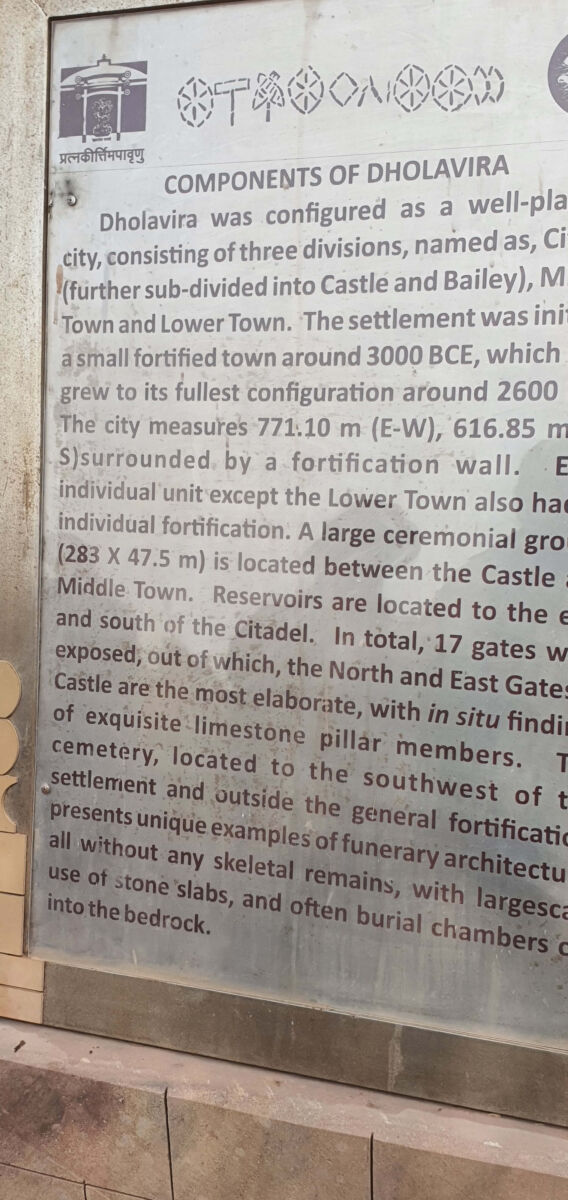 प्रत्नकीर्त्तिमपावृणु
COMPONENTS OF DHOLAVIRA
Dholavira was configured as a well-pla
city, consisting of three divisions, named as, Ci
(further sub-divided into Castle and Bailey), M
Town and Lower Town. The settlement was init
a small fortified town around 3000 BCE, which
grew to its fullest configuration around 2600
The city measures 771.10 m (E-W), 616.85 m
S)surrounded by a fortification wall. E
individual unit except the Lower Town also had
individual fortification. A large ceremonial grou
(283 X 47.5 m) is located between the Castle a
Middle Town. Reservoirs are located to the e
and south of the Citadel. In total, 17 gates w
exposed, out of which, the North and East Gates
Castle are the most elaborate, with in situ findin
of exquisite limestone pillar members. T
cemetery, located to the southwest of t
settlement and outside the general fortificatio
presents unique examples of funerary architectu
all without any skeletal remains, with largesca
use of stone slabs, and often burial chambers c
into the bedrock.